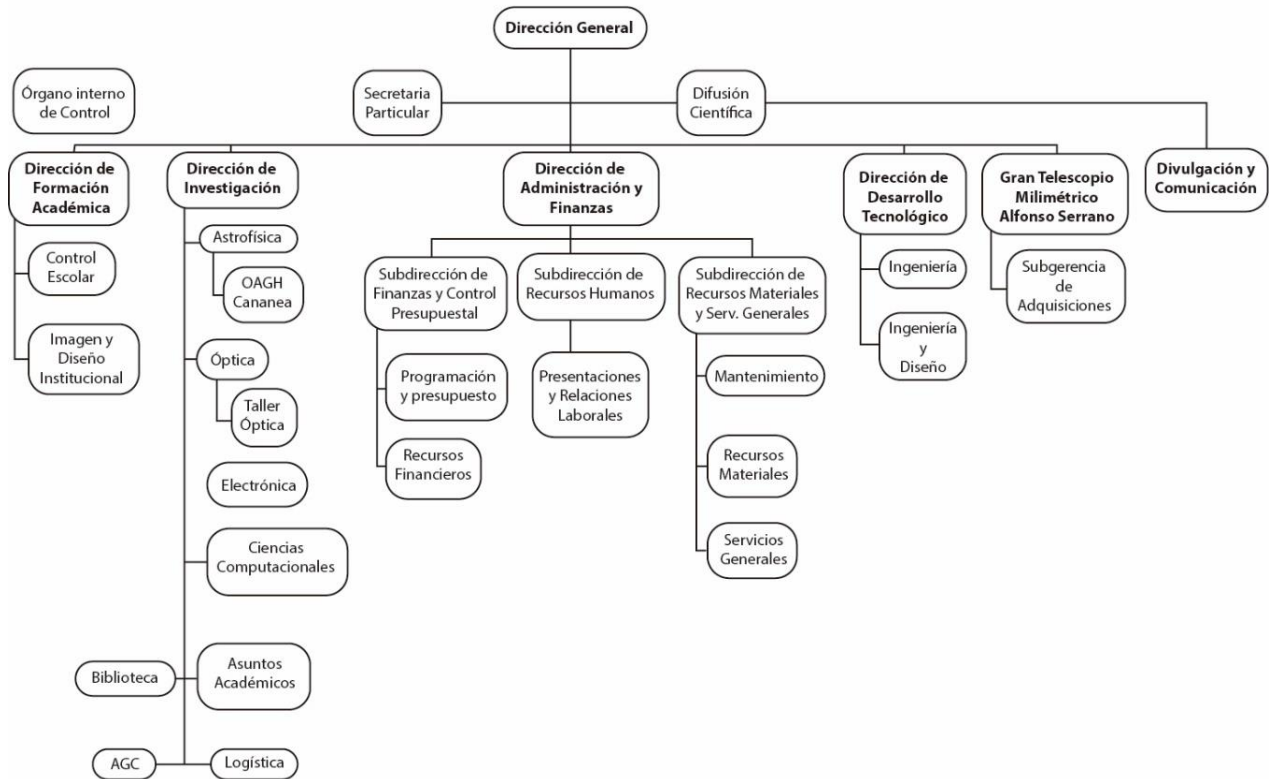 Dirección General
Órgano interno
de Control
Secretaria
Particular
Difusión
Científica
Dirección de
Formación
Académica
Dirección de
Investigación
Dirección de
Administración y
Finanzas
Dirección de
Desarrollo
Tecnológico
Gran Telescopio
Milimétrico
Alfonso Serrano
Divulgación y
Comunicación
Control
Escolar
Imagen y
Diseño
Institucional
Astrofísica
OAGH
Cananea
Óptica
Taller
Óptica
Electrónica
Ciencias
Computacionales
Biblioteca
Asuntos
Académicos
AGC
Logística
Subdirección de
Finanzas y Control
Presupuestal
Programación
y presupuesto
Recursos
Financieros
Subdirección de
Recursos Humanos
Presentaciones
y Relaciones
Laborales
Subdirección de
Recursos Materiales
y Serv. Generales
Mantenimiento
Recursos
Materiales
Servicios
Generales
Ingeniería
Ingeniería
y
Diseño
Subgerencia
de
Adquisiciones